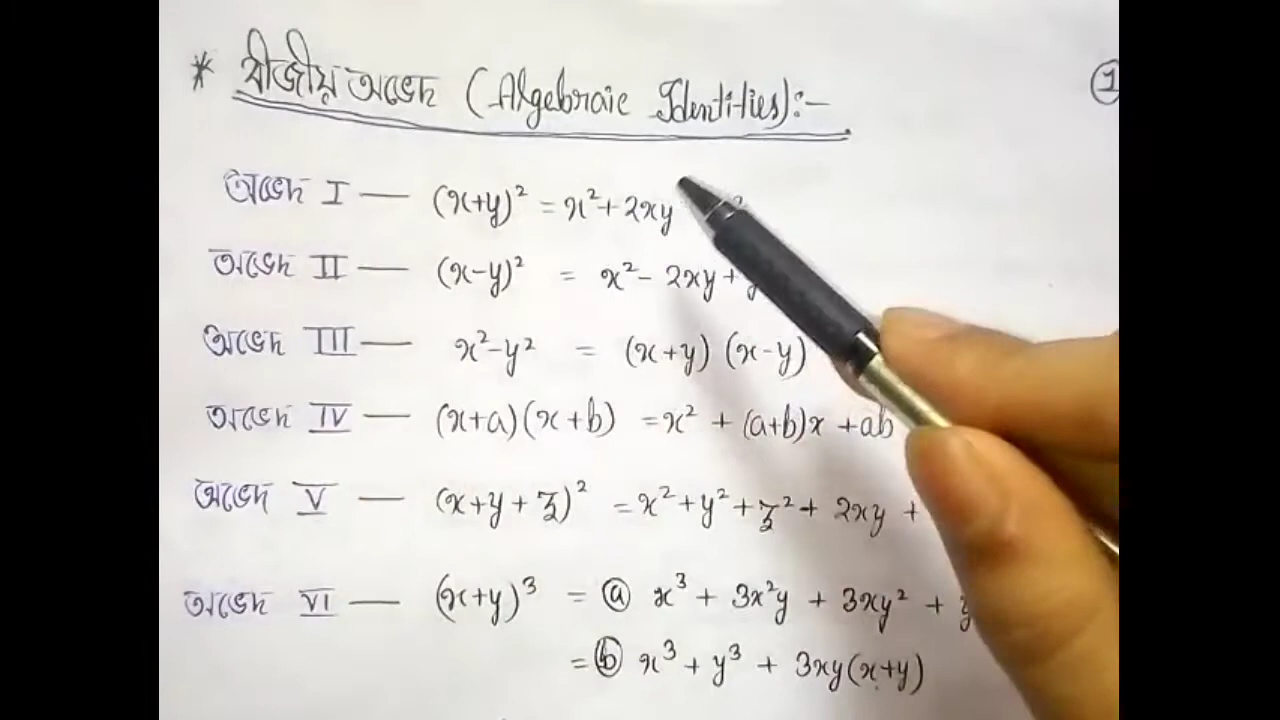 * বীজীয় অভেদ (Algebraic Identities):-
1
অভেদ I — (x+y)² = x² + 2xy
অভেদ II — (x-y)² = x² - 2xy +
অভেদ III — x²-y² = (x+y) (x-y)
অভেদ IV — (x+a)(x+b) = x² + (a+b)x + ab
অভেদ V — (x+y+z)² = x²+y²+z²+ 2xy +
অভেদ VI — (x+y)³ = ⓐ x³ + 3x²y + 3xy² +
= ⓑ x³ + y³ + 3xy(x+y)